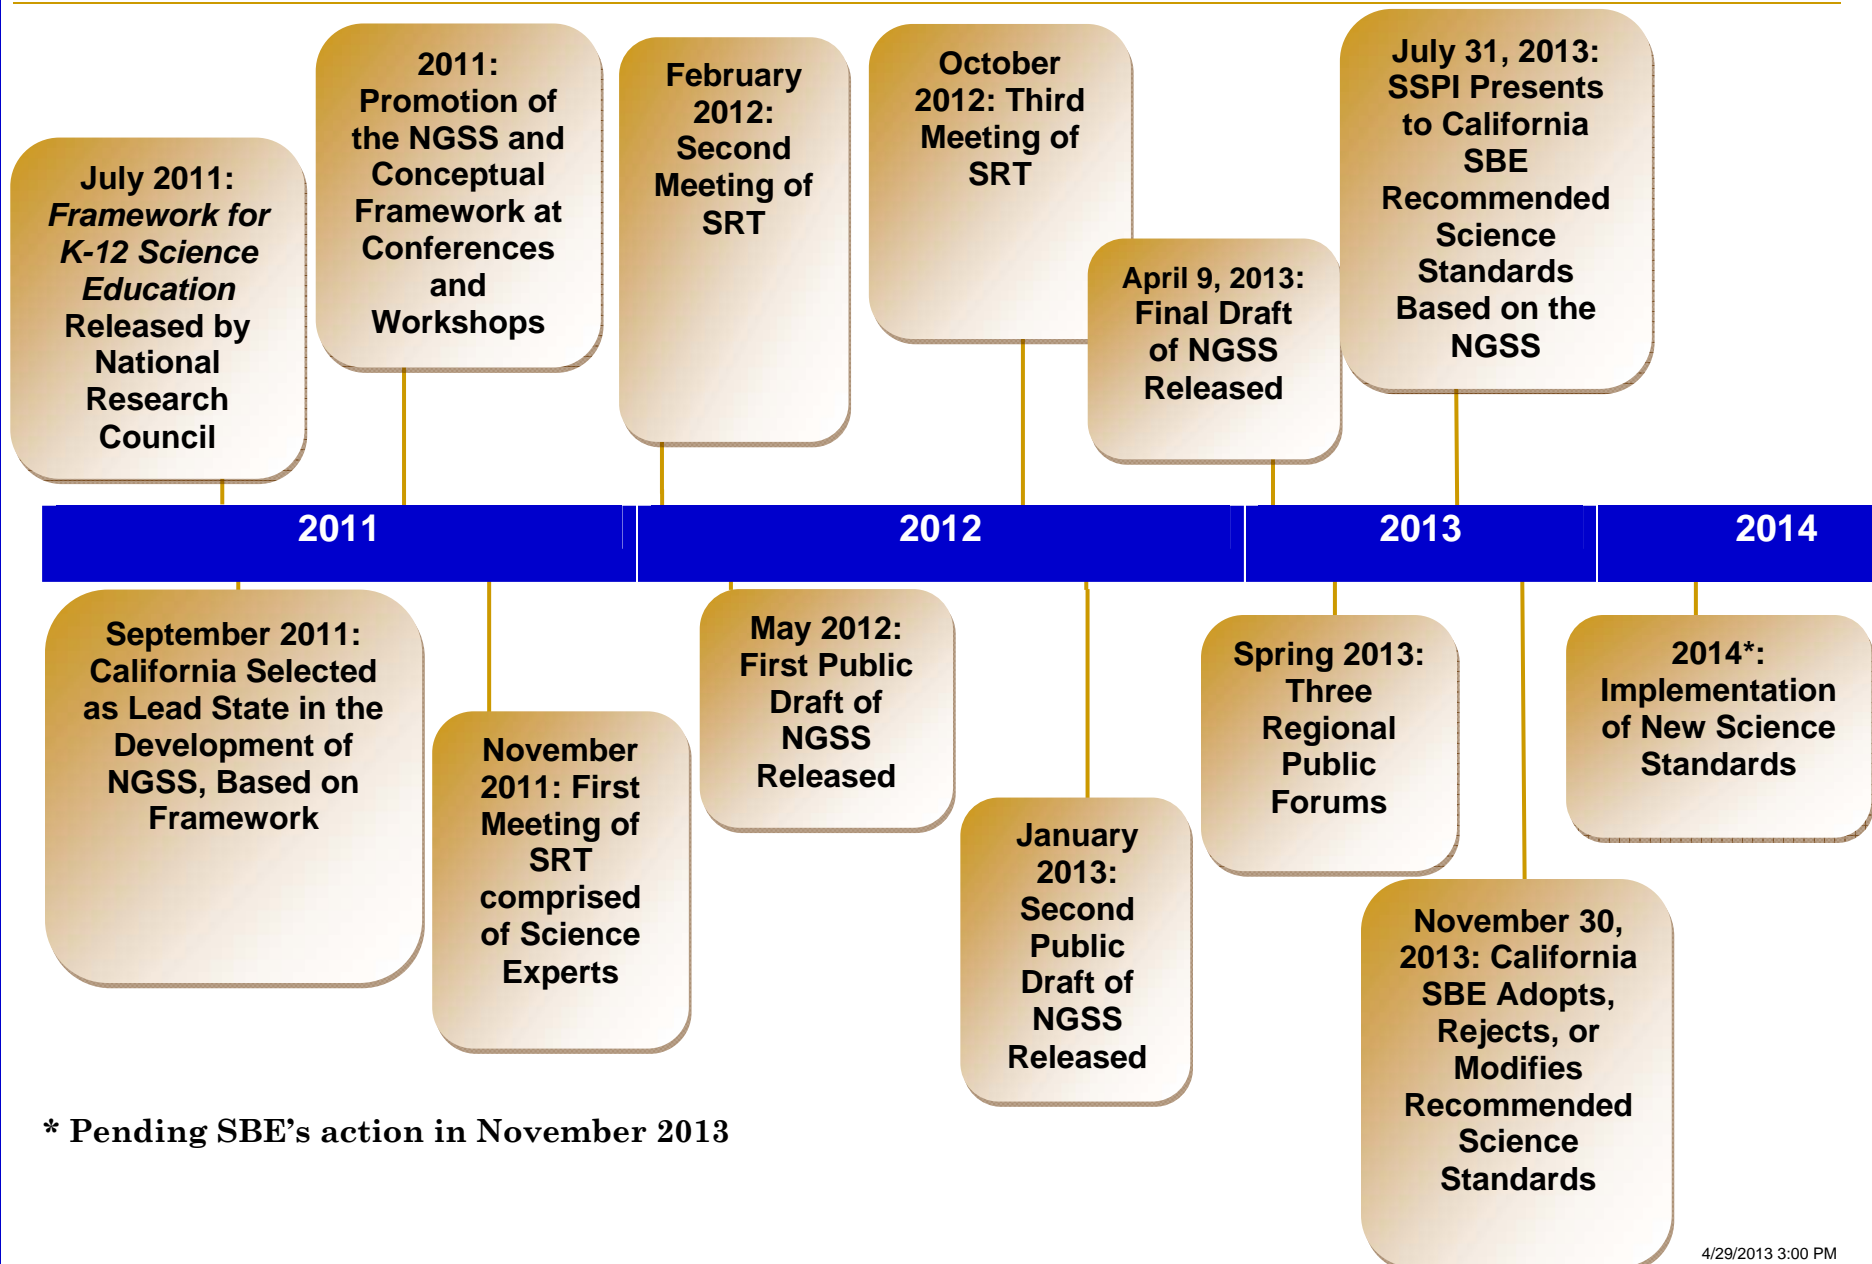 July 2011:
Framework for
K-12 Science
Education
Released by
National
Research
Council
2011:
Promotion of
the NGSS and
Conceptual
Framework at
Conferences
and
Workshops
February
2012:
Second
Meeting of
SRT
October
2012: Third
Meeting of
SRT
April 9, 2013:
Final Draft
of NGSS
Released
July 31, 2013:
SSPI Presents
to California
SBE
Recommended
Science
Standards
Based on the
NGSS
2011
2012
2013
2014
September 2011:
California Selected
as Lead State in the
Development of
NGSS, Based on
Framework
November
2011: First
Meeting of
SRT
comprised
of Science
Experts
May 2012:
First Public
Draft of
NGSS
Released
January
2013:
Second
Public
Draft of
NGSS
Released
Spring 2013:
Three
Regional
Public
Forums
November 30,
2013: California
SBE Adopts,
Rejects, or
Modifies
Recommended
Science
Standards
2014*:
Implementation
of New Science
Standards
* Pending SBE’s action in November 2013
4/29/2013 3:00 PM